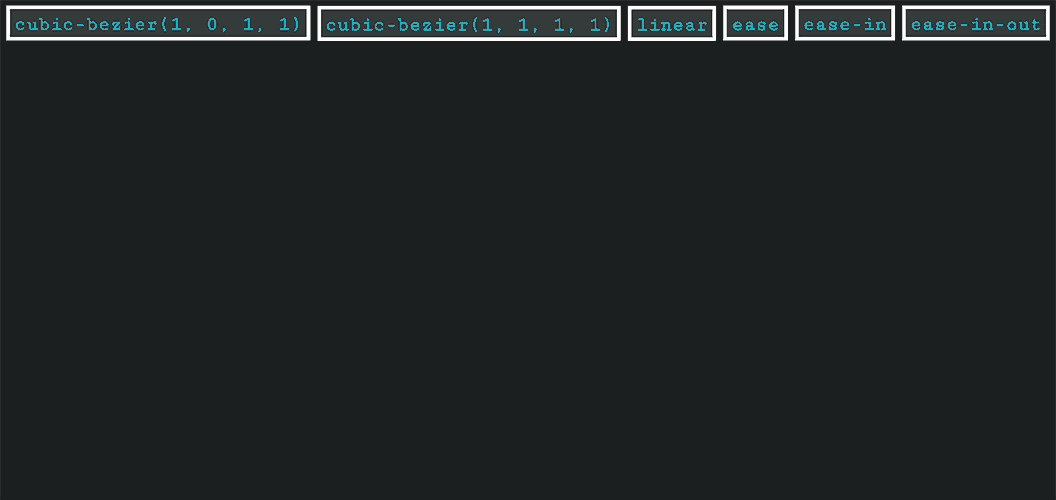 cubic-bezier(1, 0, 1, 1) cubic-bezier(1, 1, 1, 1) linear ease ease-in ease-in-out